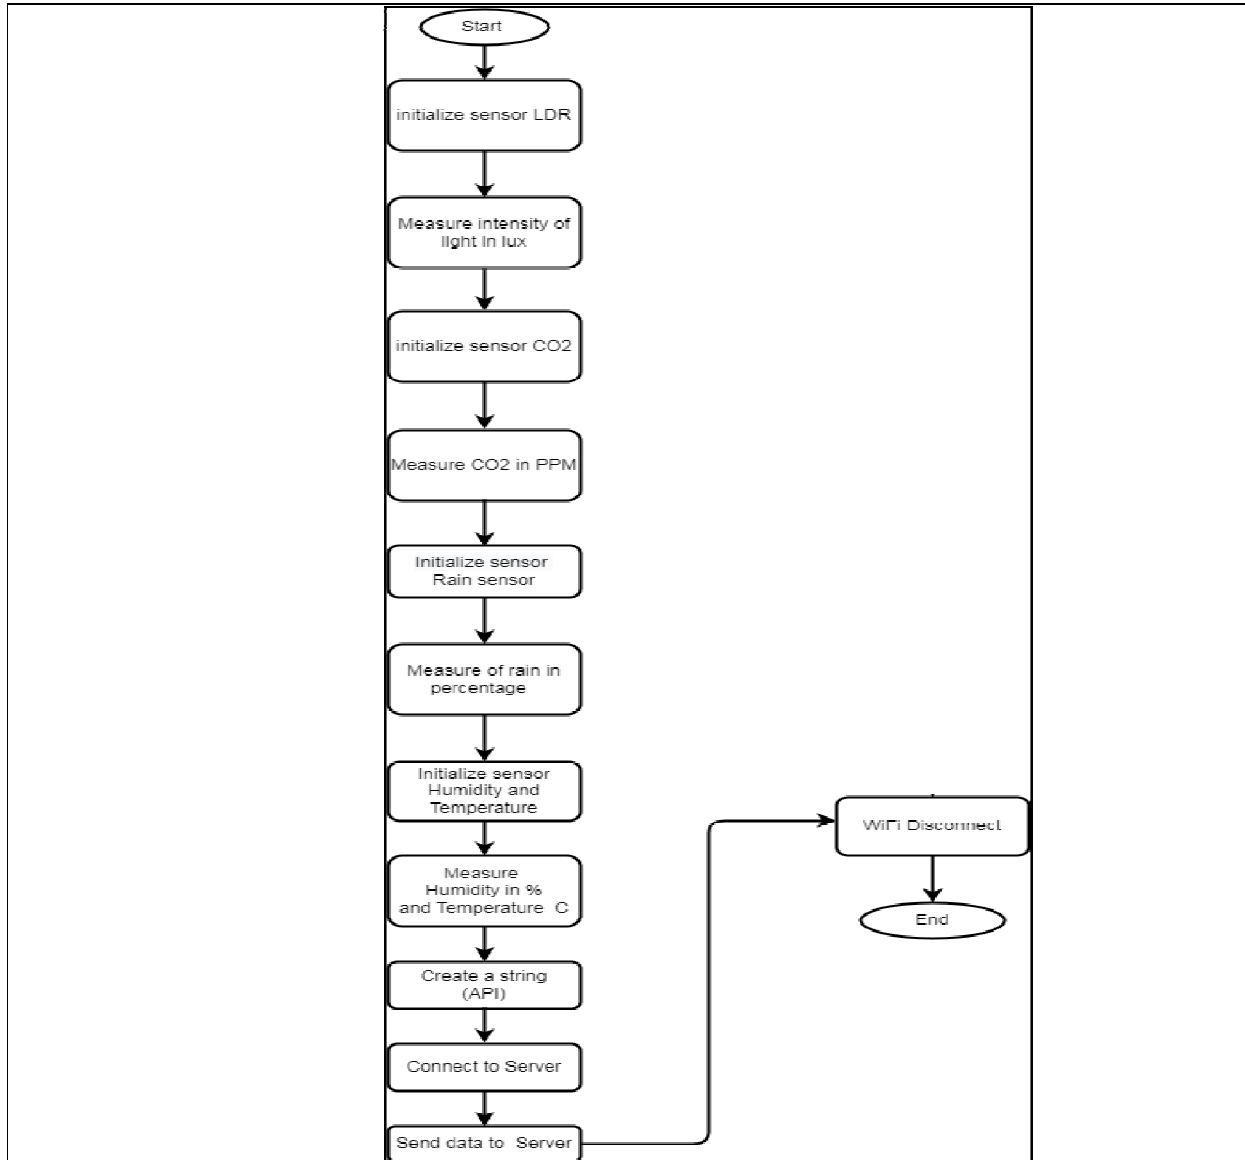 Start
initialize sensor LDR
Measure intensity of
light in lux
initialize sensor CO2
Measure CO2 in PPM
Initialize sensor
Rain sensor
Measure of rain in
percentage
Initialize sensor
Humidity and
Temperature
Measure
Humidity in %
and Temperature C
Create a string
(API)
Connect to Server
Send data to Server
WiFi Disconnect
End